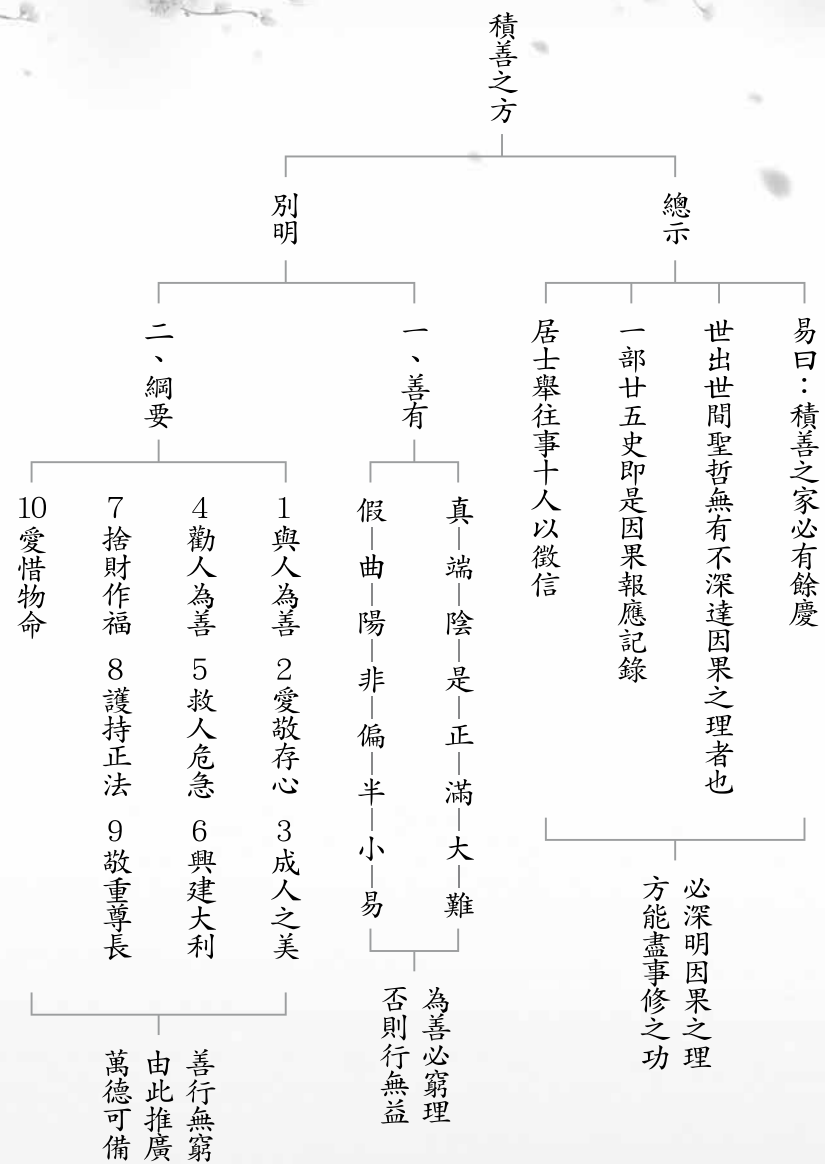 積善之方
總示
易曰：積善之家必有餘慶
世出世間聖哲無有不深達因果之理者也
一部廿五史即是因果報應記錄
居士舉往事十人以徵信
必深明因果之理
方能盡事修之功
別明
一、善有
真—端—陰—是—正—滿—大—難
假—曲—陽—非—偏—半—小—易
為善必窮理
否則行無益
二、綱要
1與人為善 2愛敬存心 3成人之美
4勸人為善 5救人危急 6興建大利
7捨財作福 8護持正法 9敬重尊長
10愛惜物命
善行無窮
由此推廣
萬德可備